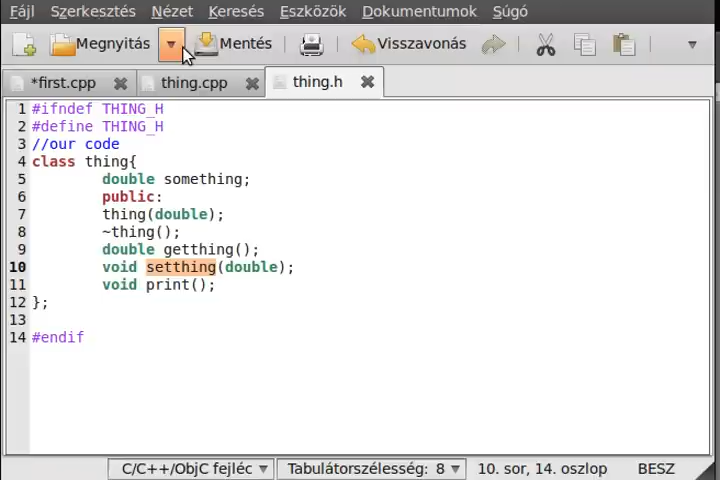 Fájl Szerkesztés Nézet Keresés Eszközök Dokumentumok Súgó
Megnyitás Mentés Visszavonás
*first.cpp thing.cpp thing.h
1 #ifndef THING_H
2 #define THING_H
3 //our code
4 class thing{
5 double something;
6 public:
7 thing(double);
8 ~thing();
9 double getthing();
10 void setthing(double);
11 void print();
12 };
13
14 #endif
C/C++/ObjC fejléc Tabulátorszélesség: 8 10. sor, 14. oszlop BESZ